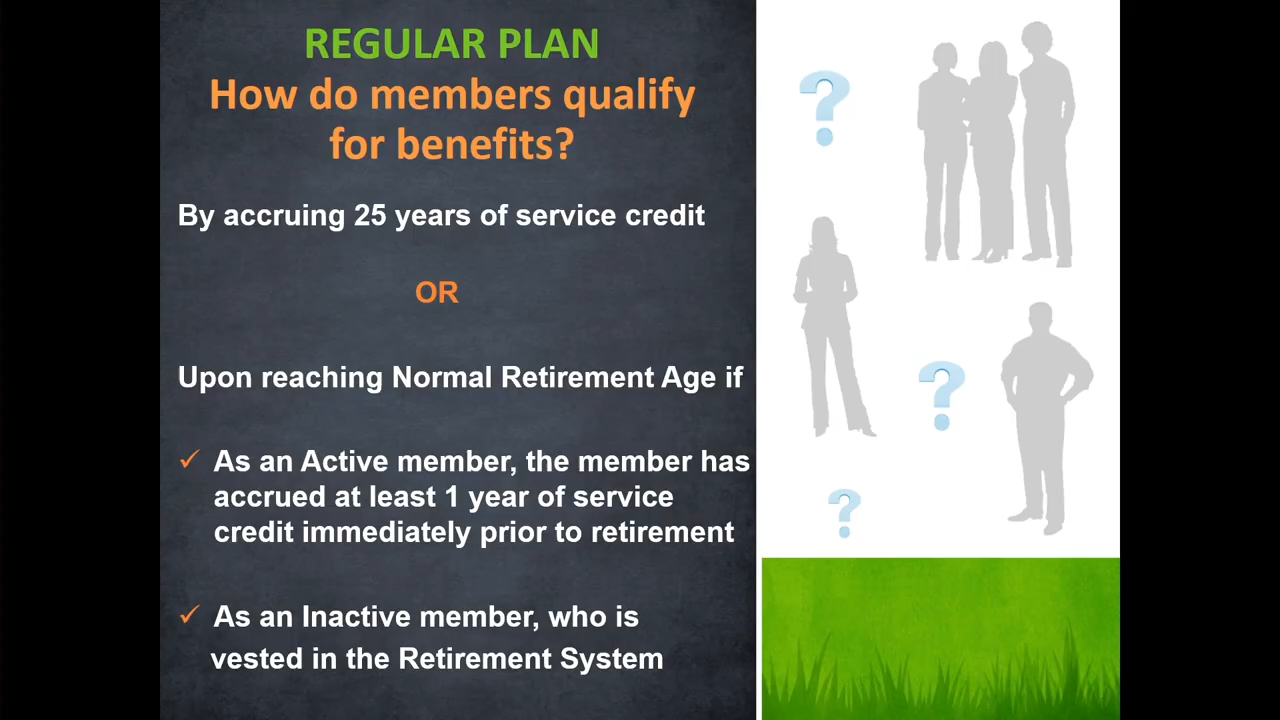 REGULAR PLAN
How do members qualify
for benefits?
By accruing 25 years of service credit
OR
Upon reaching Normal Retirement Age if
✓ As an Active member, the member has
accrued at least 1 year of service
credit immediately prior to retirement
✓ As an Inactive member, who is
vested in the Retirement System
?
?
?